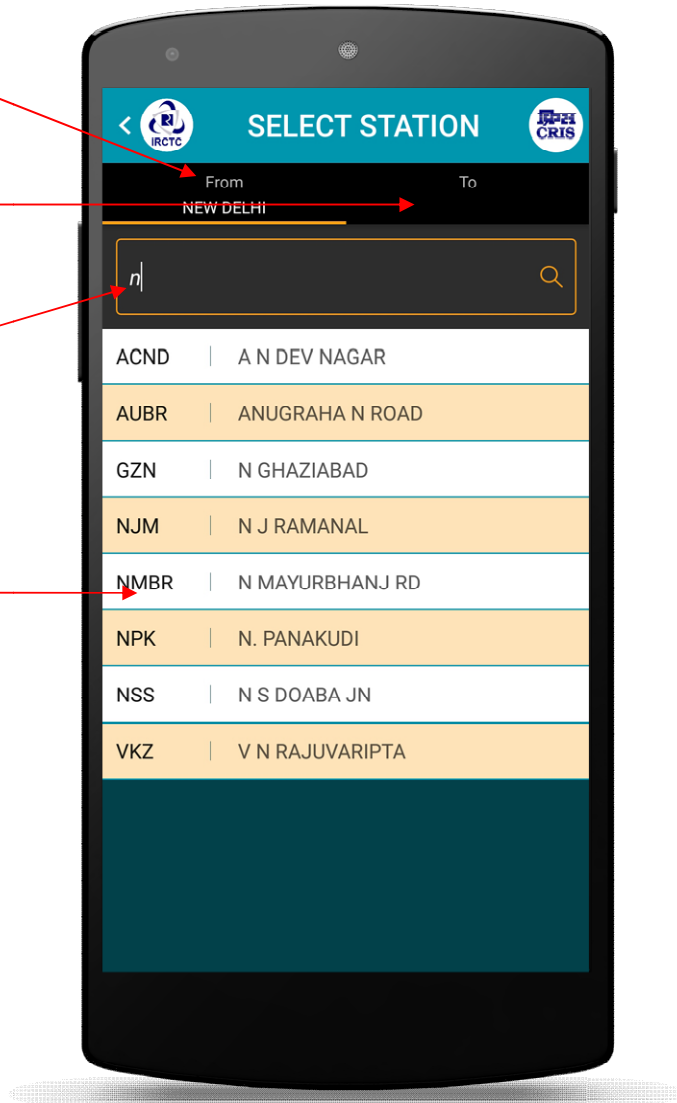 IRCTC
SELECT STATION
क्रिस
CRIS
From To
NEW DELHI
n
ACND A N DEV NAGAR
AUBR ANUGRAHA N ROAD
GZN N GHAZIABAD
NJM N J RAMANAL
NMBR N MAYURBHANJ RD
NPK N. PANAKUDI
NSS N S DOABA JN
VKZ V N RAJUVARIPTA